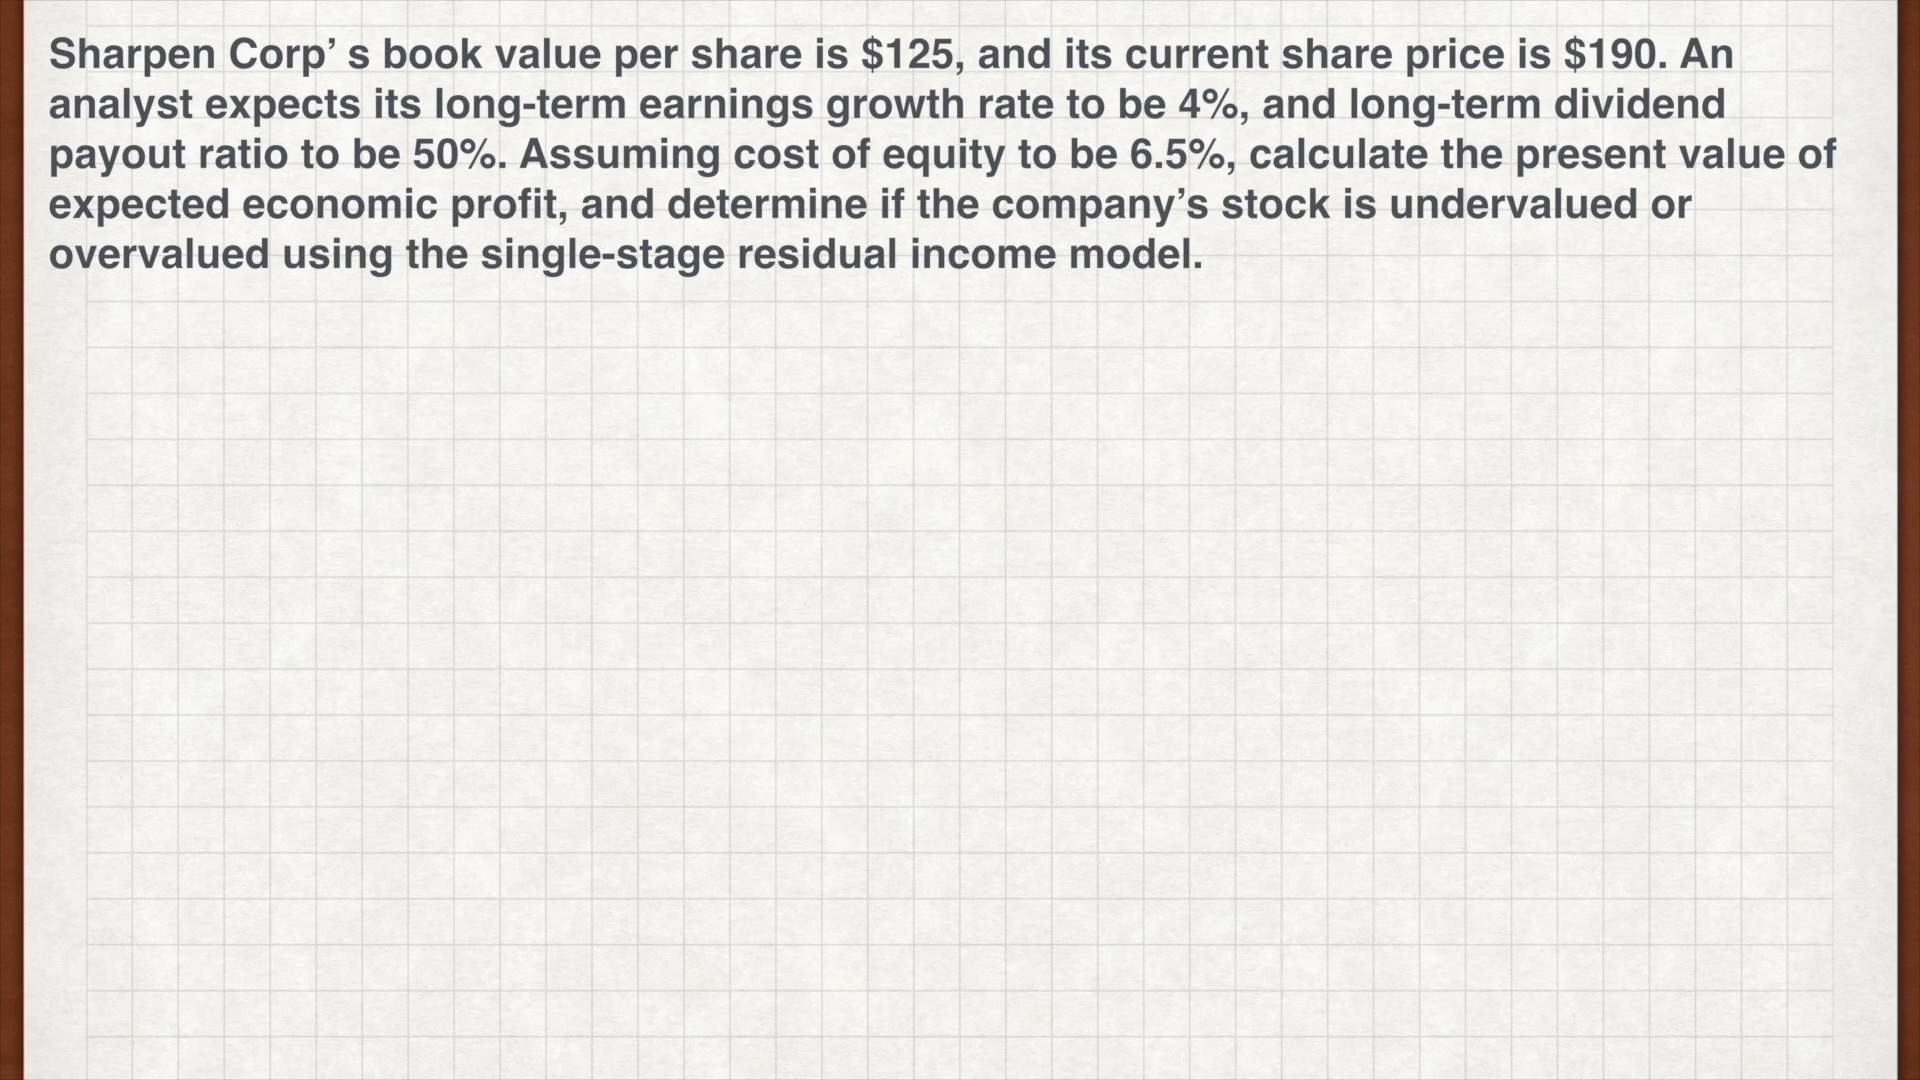 Sharpen Corp’ s book value per share is $125, and its current share price is $190. An
analyst expects its long-term earnings growth rate to be 4%, and long-term dividend
payout ratio to be 50%. Assuming cost of equity to be 6.5%, calculate the present value of
expected economic profit, and determine if the company’s stock is undervalued or
overvalued using the single-stage residual income model.